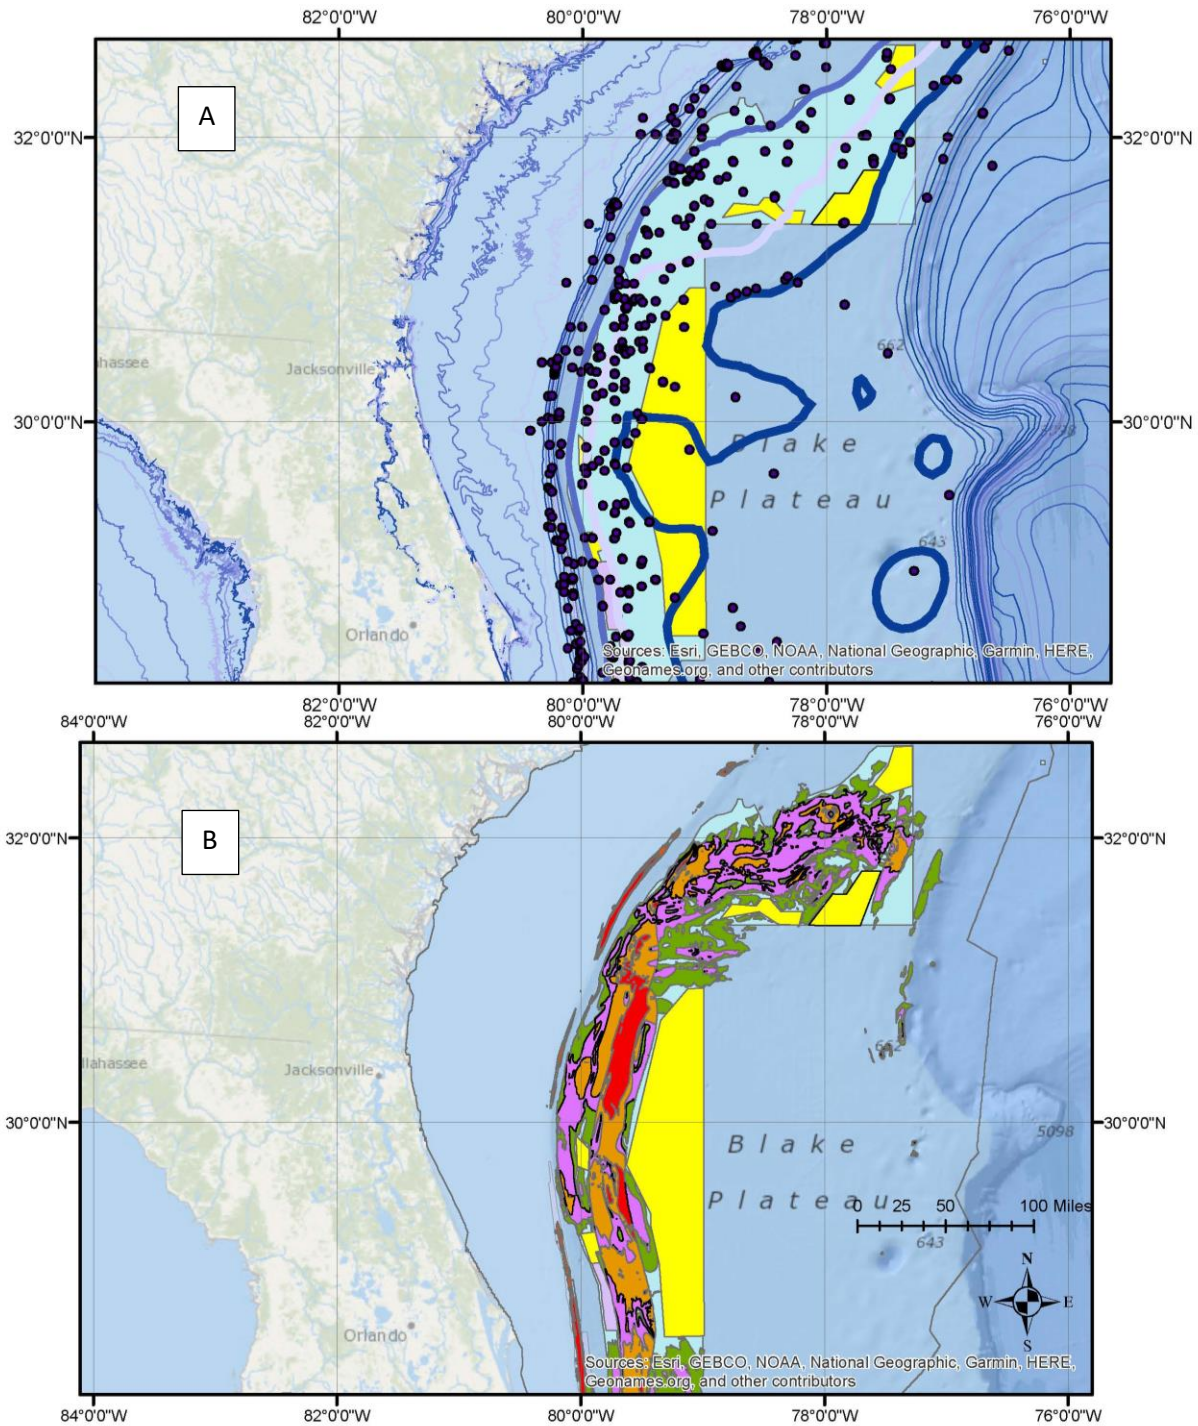 82°0'0"W 80°0'0"W 78°0'0"W 76°0'0"W
A
32°0'0"N 32°0'0"N
662
hassee
Jacksonville
30°0'0"N 30°0'0"N
Blake
Plateau
643
Orlando
Sources: Esri, GEBCO, NOAA, National Geographic, Garmin, HERE,
Geonames.org, and other contributors
82°0'0"W 80°0'0"W 78°0'0"W 76°0'0"W
84°0'0"W 82°0'0"W 80°0'0"W 78°0'0"W 76°0'0"W
B
32°0'0"N 32°0'0"N
662
llahassee
Jacksonville
30°0'0"N 30°0'0"N
5098
Blake
Plateau
0 25 50 100 Miles
643
N
W E
S
Orlando
Sources: Esri, GEBCO, NOAA, National Geographic, Garmin, HERE,
Geonames.org, and other contributors
84°0'0"W 82°0'0"W 80°0'0"W 78°0'0"W 76°0'0"W